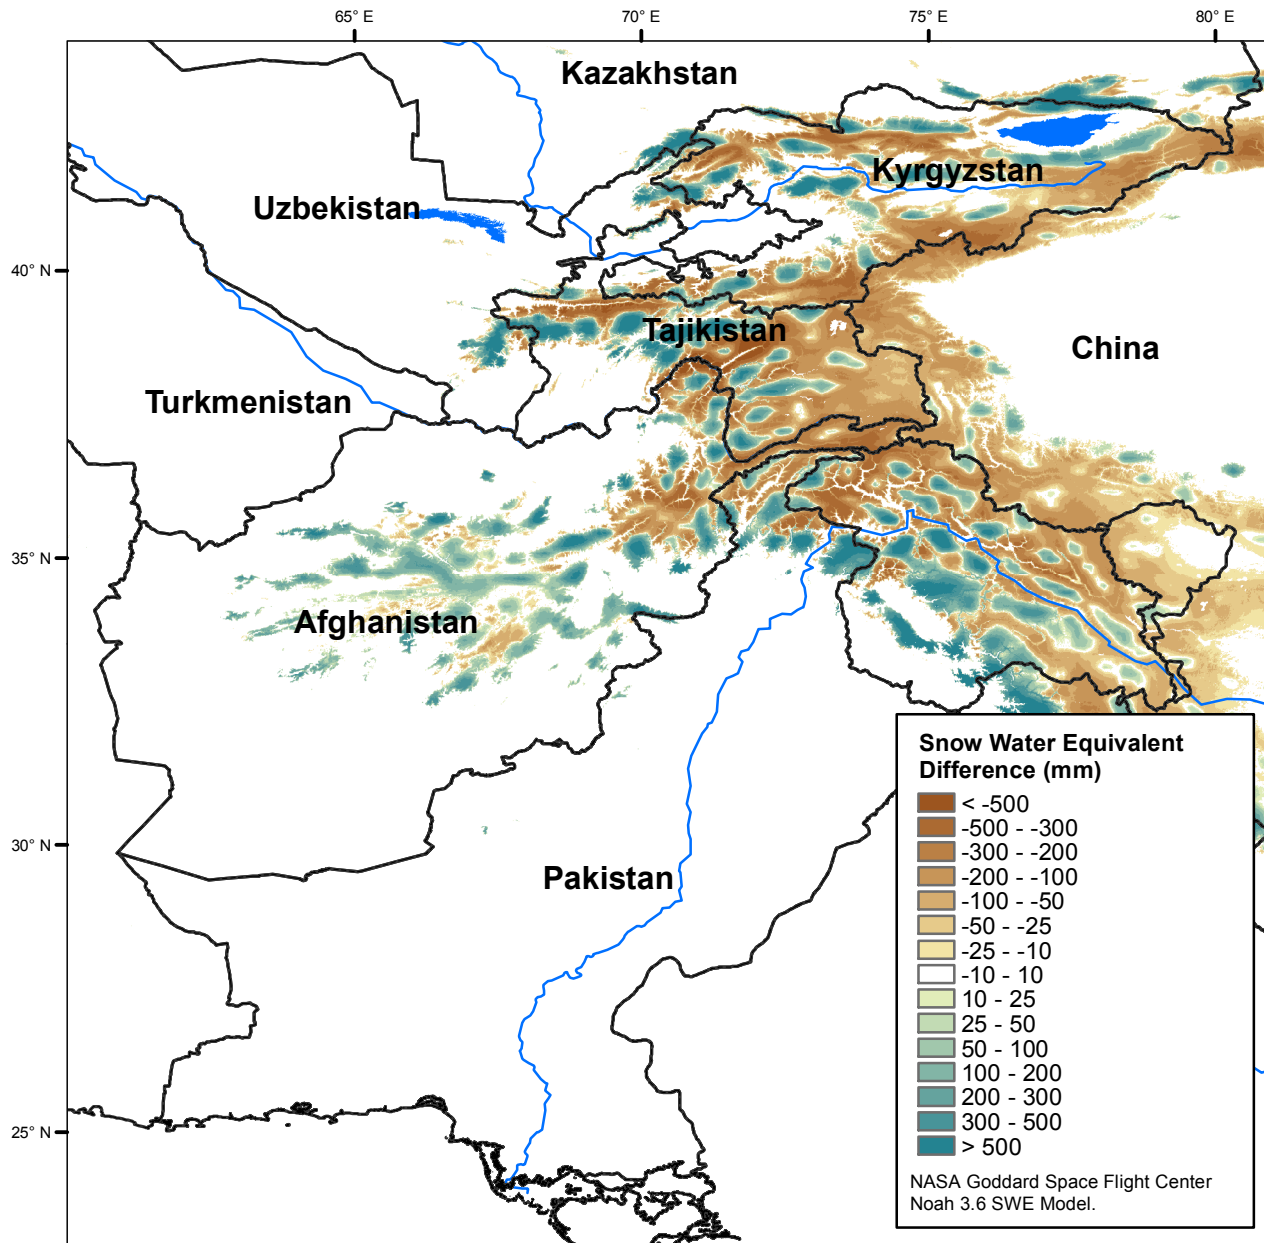 65° E
70° E
75° E
80° E
Kazakhstan
Kyrgyzstan
Uzbekistan
40° N
Tajikistan
China
Turkmenistan
35° N
Afghanistan
Snow Water Equivalent
Difference (mm)
< -500
-500 - -300
-300 - -200
-200 - -100
-100 - -50
-50 - -25
-25 - -10
-10 - 10
10 - 25
25 - 50
50 - 100
100 - 200
200 - 300
300 - 500
> 500
NASA Goddard Space Flight Center
Noah 3.6 SWE Model.
30° N
Pakistan
25° N